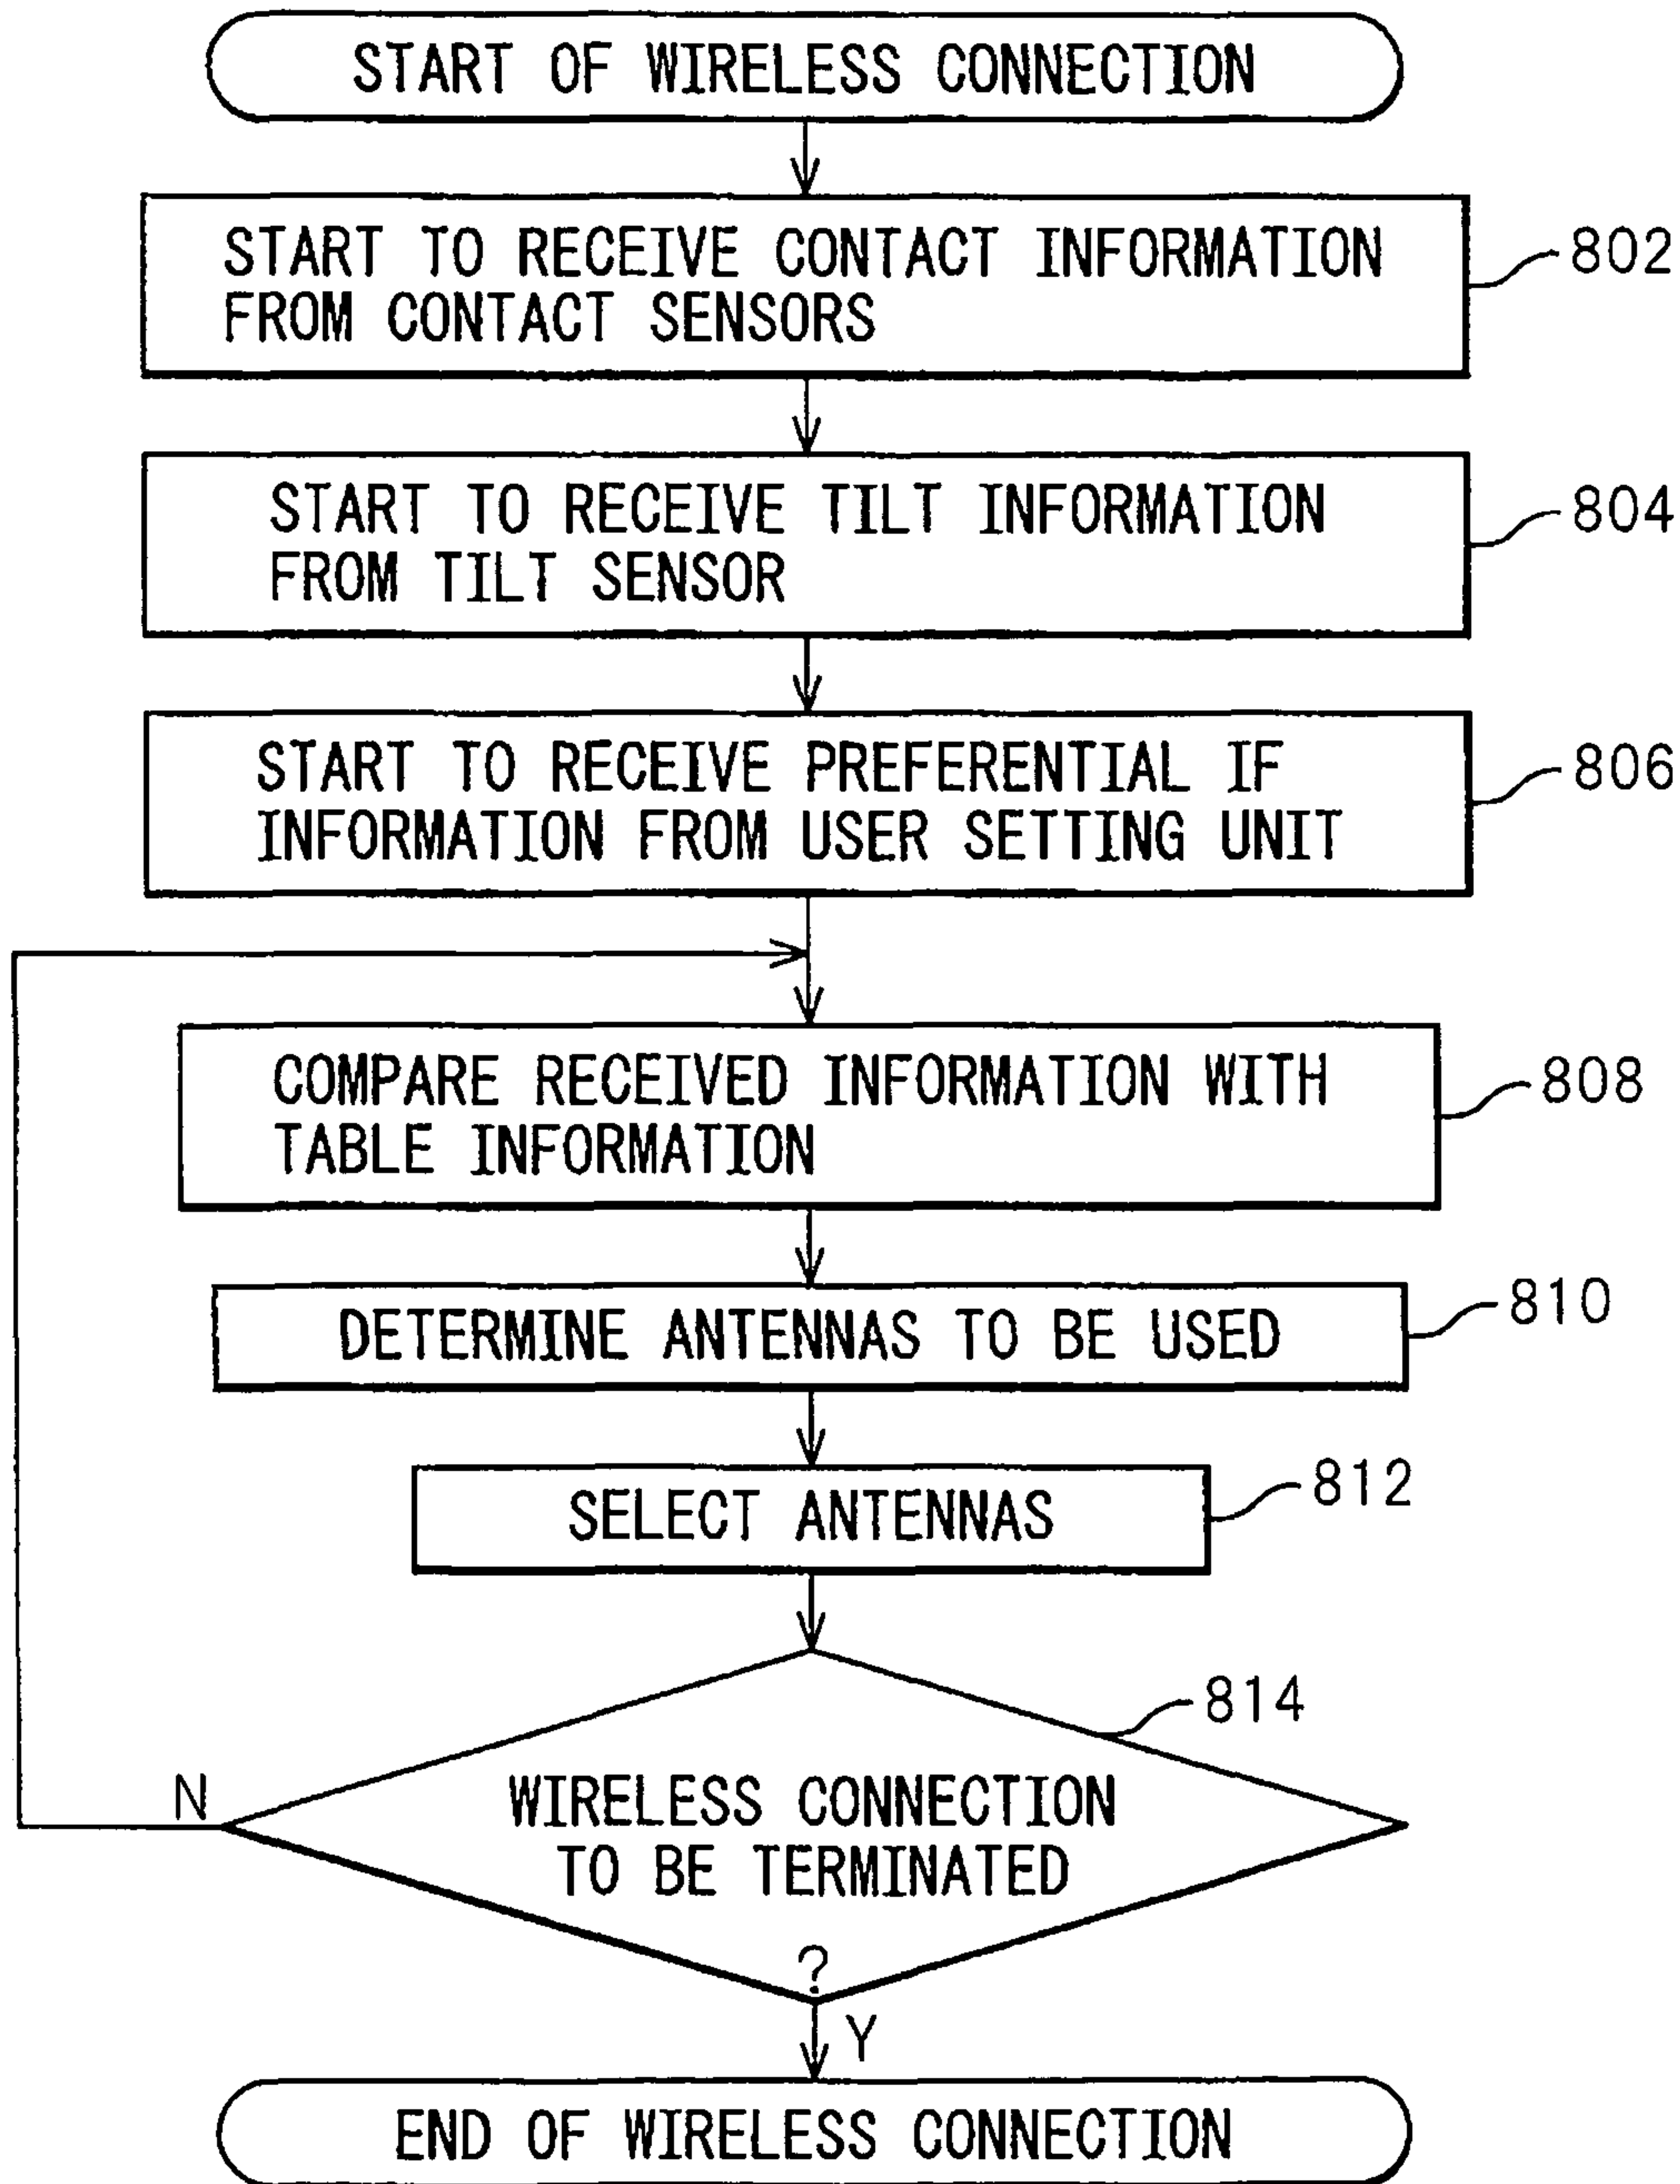 START OF WIRELESS CONNECTION
START TO RECEIVE CONTACT INFORMATION
FROM CONTACT SENSORS
802
START TO RECEIVE TILT INFORMATION
FROM TILT SENSOR
804
START TO RECEIVE PREFERENTIAL IF
INFORMATION FROM USER SETTING UNIT
806
COMPARE RECEIVED INFORMATION WITH
TABLE INFORMATION
808
DETERMINE ANTENNAS TO BE USED
810
SELECT ANTENNAS
812
814
WIRELESS CONNECTION
TO BE TERMINATED
?
N
Y
END OF WIRELESS CONNECTION